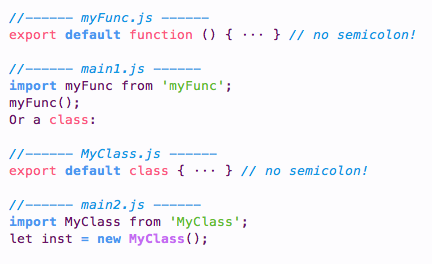 //------ myFunc.js ------
export default function () { ··· } // no semicolon!
//------ main1.js ------
import myFunc from 'myFunc';
myFunc();
Or a class:
//------ MyClass.js ------
export default class { ··· } // no semicolon!
//------ main2.js ------
import MyClass from 'MyClass';
let inst = new MyClass();